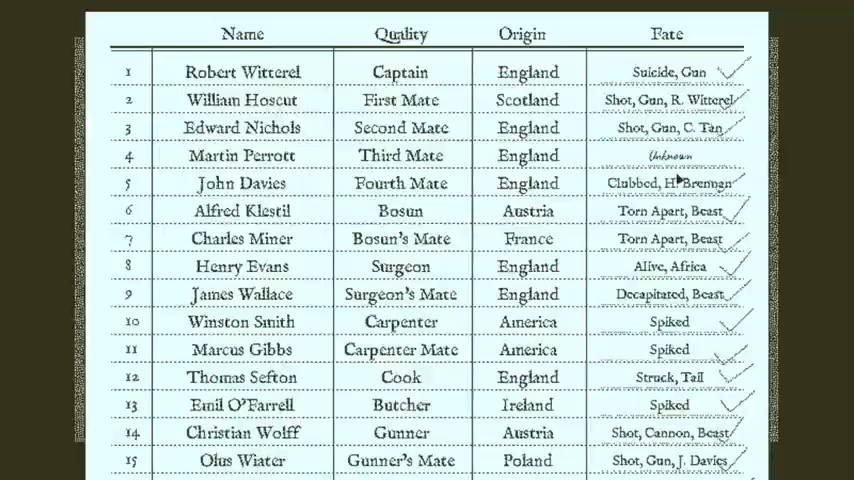 Name Quality Origin Fate
1 Robert Witterel Captain England Suicide, Gun
2 William Hoscut First Mate Scotland Shot, Gun, R. Witterel
3 Edward Nichols Second Mate England Shot, Gun, C. Tan
4 Martin Perrott Third Mate England Unknown
5 John Davies Fourth Mate England Clubbed, H. Brennan
6 Alfred Klestil Bosun Austria Torn Apart, Beast
7 Charles Miner Bosun's Mate France Torn Apart, Beast
8 Henry Evans Surgeon England Alive, Africa
9 James Wallace Surgeon's Mate England Decapitated, Beast
10 Winston Smith Carpenter America Spiked
11 Marcus Gibbs Carpenter Mate America Spiked
12 Thomas Sefton Cook England Struck, Tail
13 Emil O'Farrell Butcher Ireland Spiked
14 Christian Wolff Gunner Austria Shot, Cannon, Beast
15 Olus Wiater Gunner's Mate Poland Shot, Gun, J. Davies